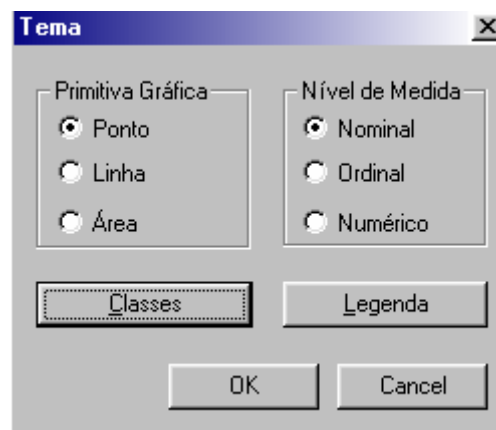 Tema
Primitiva Gráfica
Ponto
Linha
Área
Nível de Medida
Nominal
Ordinal
Numérico
Classes
Legenda
OK
Cancel